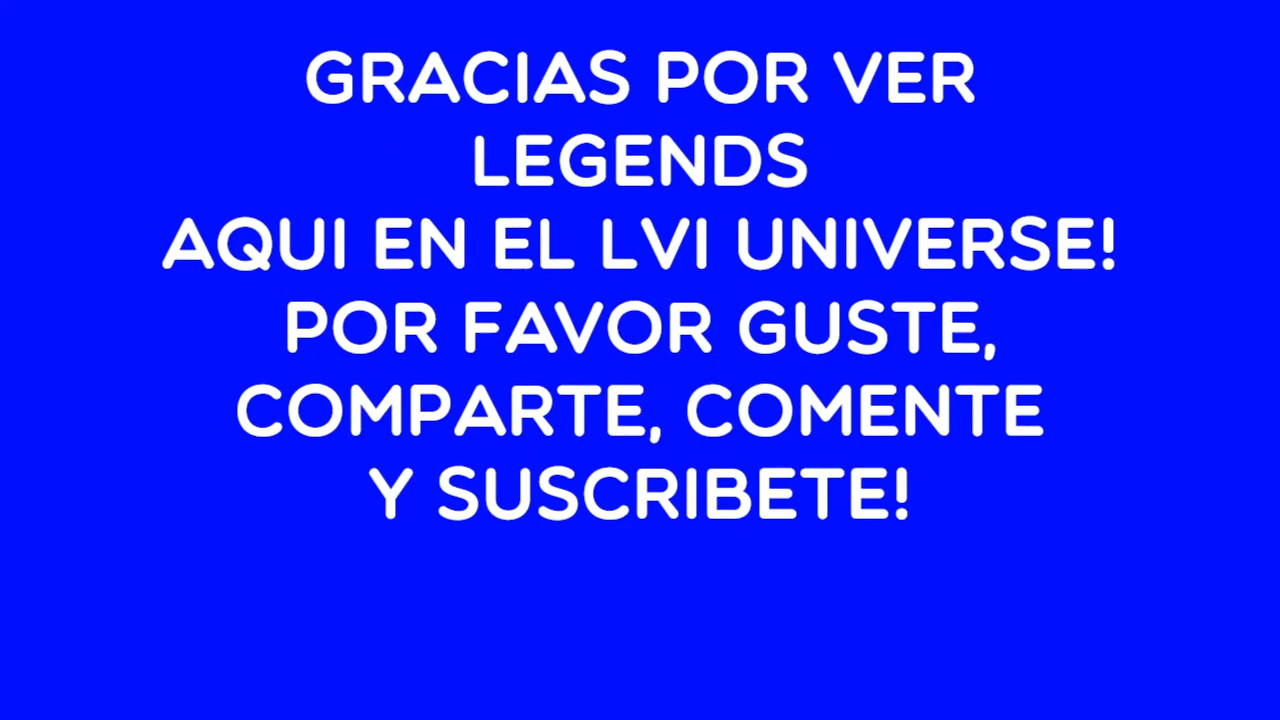 GRACIAS POR VER
LEGENDS
AQUI EN EL LVI UNIVERSE!
POR FAVOR GUSTE,
COMPARTE, COMENTE
Y SUSCRIBETE!